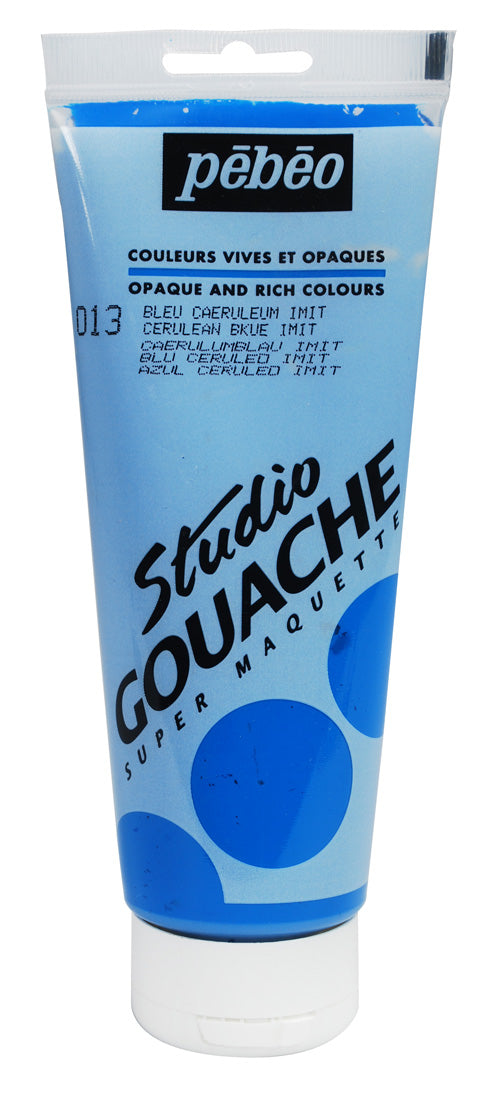 pēbēo
COULEURS VIVES ET OPAQUES
OPAQUE AND RICH COLOURS
013
BLEU CAERULEUM IMIT
CERULEAN BKUE IMIT
CAERULUMBLAU IMIT
BLU CERULEO IMIT
AZUL CERULEO IMIT
Studio
GOUACHE
SUPER MAQUETTE